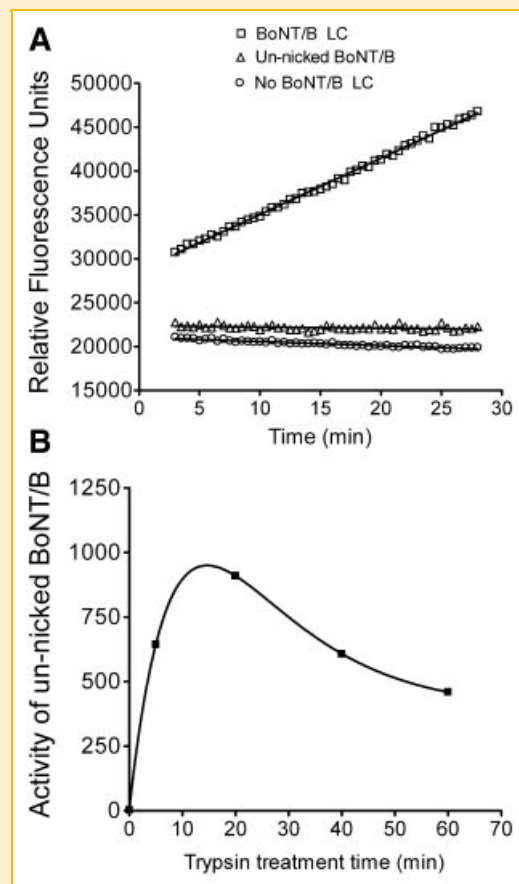 A
BoNT/B LC
Un-nicked BoNT/B
No BoNT/B LC
Relative Fluorescence Units
50000
45000
40000
35000
30000
25000
20000
15000
0 5 10 15 20 25 30
Time (min)
B
Activity of un-nicked BoNT/B
1250
1000
750
500
250
0
0 10 20 30 40 50 60 70
Trypsin treatment time (min)